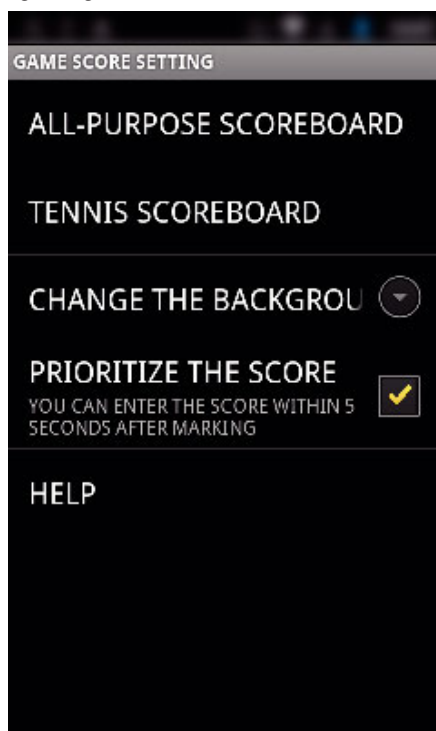 GAME SCORE SETTING
ALL-PURPOSE SCOREBOARD
TENNIS SCOREBOARD
CHANGE THE BACKGROU
PRIORITIZE THE SCORE
YOU CAN ENTER THE SCORE WITHIN 5
SECONDS AFTER MARKING
HELP